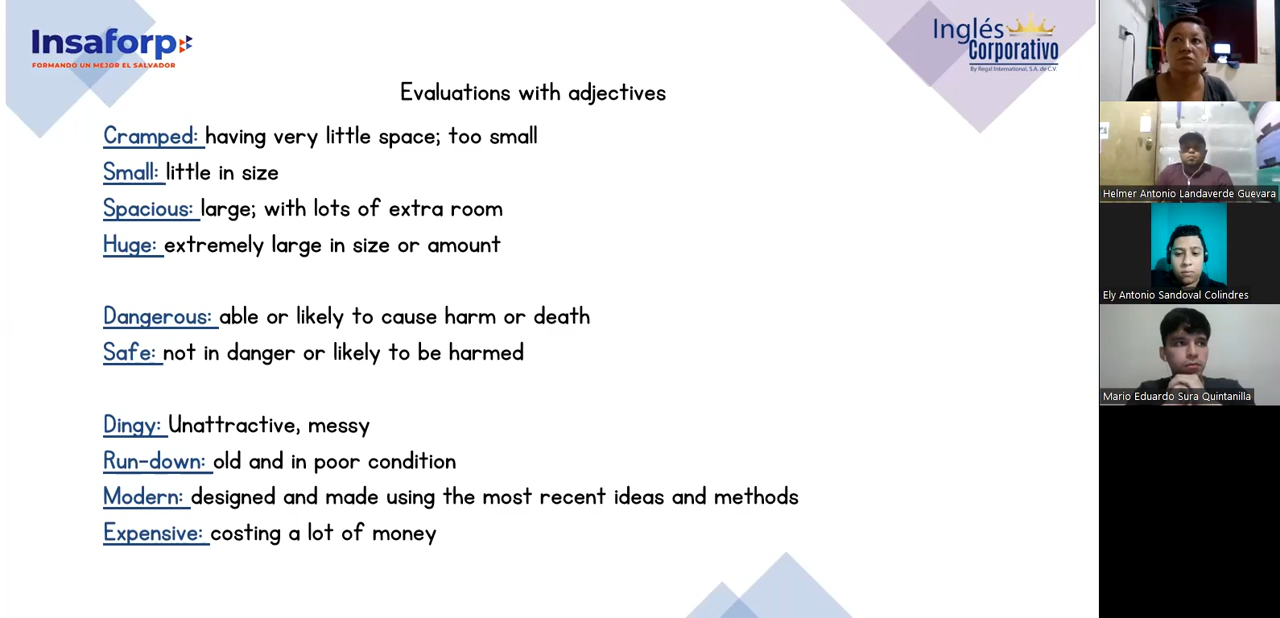 Insaforp
FORMANDO UN MEJOR EL SALVADOR
Inglés
Corporativo
By Regal International, S.A. de C.V.
Evaluations with adjectives
Cramped: having very little space; too small
Small: little in size
Spacious: large; with lots of extra room
Huge: extremely large in size or amount
Dangerous: able or likely to cause harm or death
Safe: not in danger or likely to be harmed
Dingy: Unattractive, messy
Run-down: old and in poor condition
Modern: designed and made using the most recent ideas and methods
Expensive: costing a lot of money
Helmer Antonio Landaverde Guevara
Ely Antonio Sandoval Colindres
Mario Eduardo Sura Quintanilla